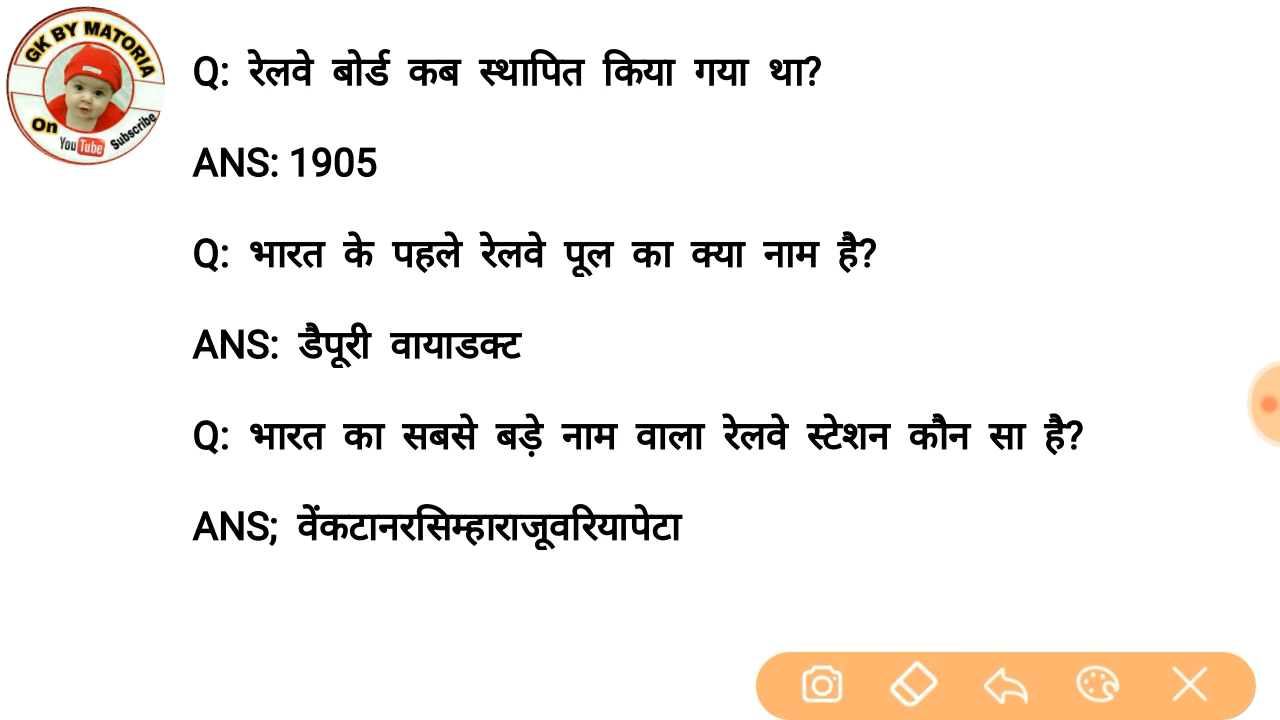 GK BY MATORIA
On
YouTube
Subscribe
Q: रेलवे बोर्ड कब स्थापित किया गया था?
ANS: 1905
Q: भारत के पहले रेलवे पूल का क्या नाम है?
ANS: डैपूरी वायाडक्ट
Q: भारत का सबसे बड़े नाम वाला रेलवे स्टेशन कौन सा है?
ANS; वेंकटानरसिम्हाराजूवरियापेटा